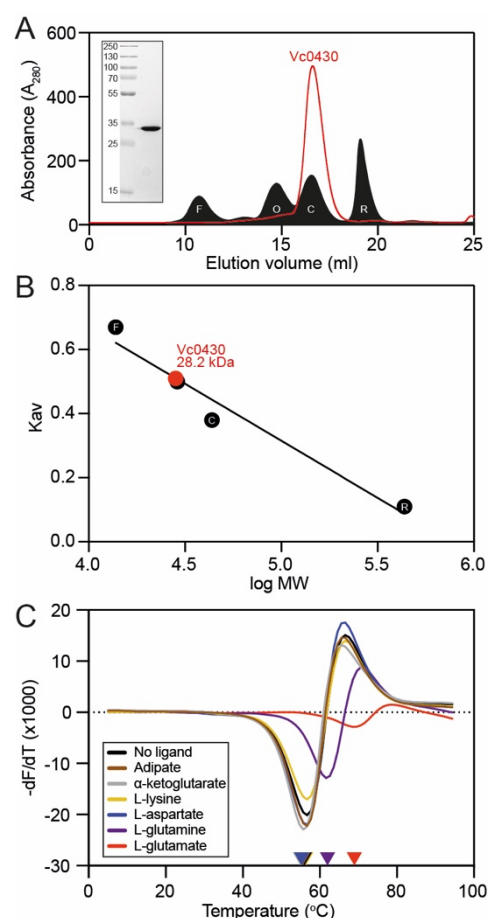 A
600
400
200
0
Absorbance (A280)
250
130
100
70
55
35
25
15
Vc0430
F
O
C
R
0
5
10
15
20
25
Elution volume (ml)
B
0.8
0.6
0.4
0.2
0.0
Kav
F
Vc0430
28.2 kDa
C
R
4.0
4.5
5.0
5.5
6.0
log MW
C
20
10
0
-10
-20
-30
-dF/dT (x1000)
No ligand
Adipate
α-ketoglutarate
L-lysine
L-aspartate
L-glutamine
L-glutamate
0
20
40
60
80
100
Temperature (°C)